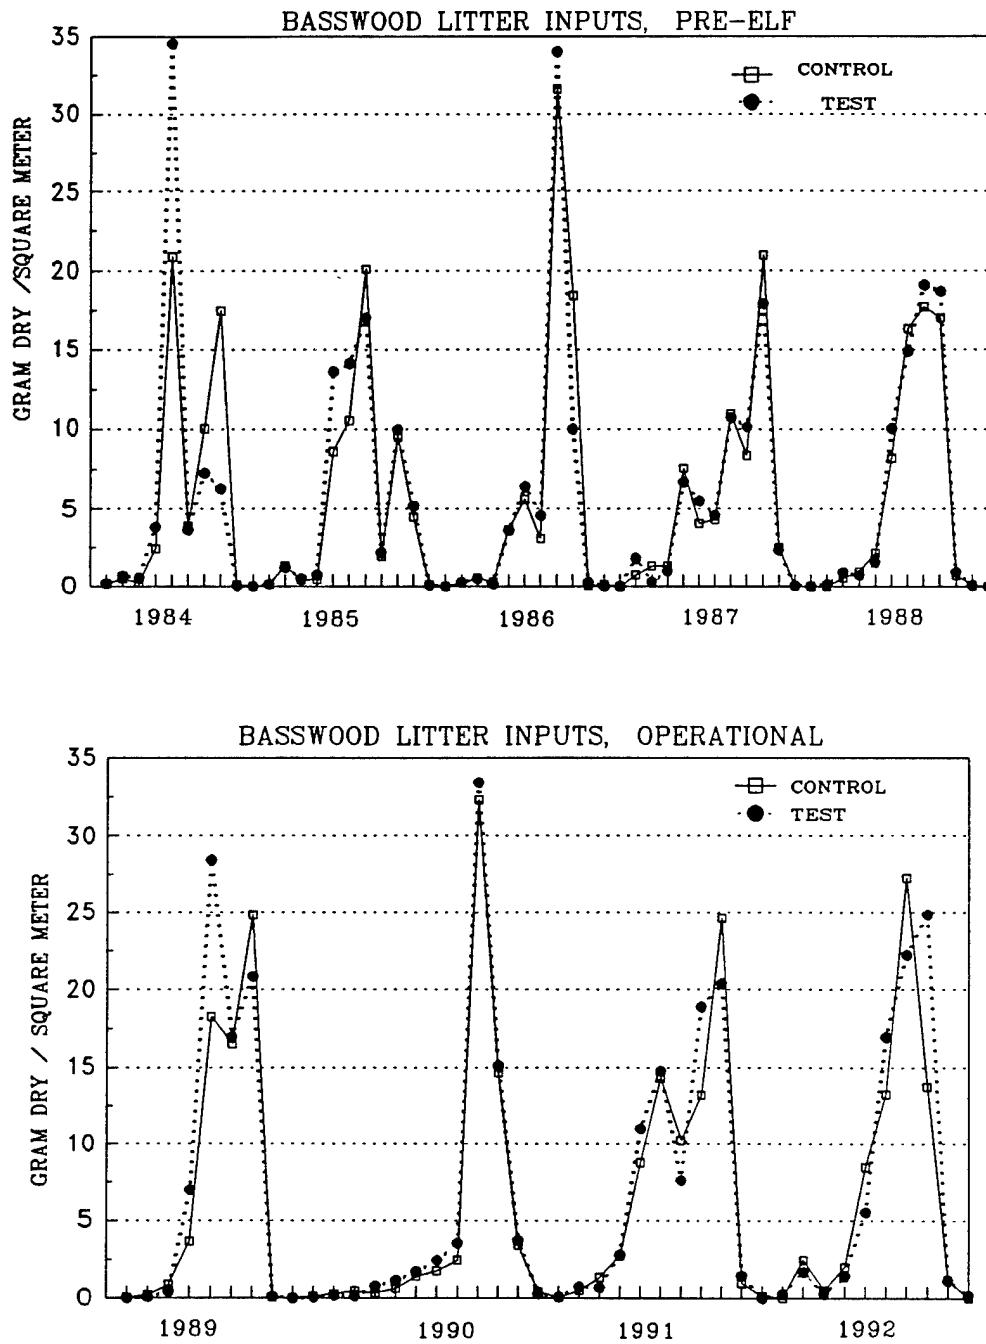 BASSWOOD LITTER INPUTS, PRE-ELF
CONTROL
TEST
GRAM DRY /SQUARE METER
35
30
25
20
15
10
5
0
1984 1985 1986 1987 1988
BASSWOOD LITTER INPUTS, OPERATIONAL
CONTROL
TEST
GRAM DRY / SQUARE METER
35
30
25
20
15
10
5
0
1989 1990 1991 1992